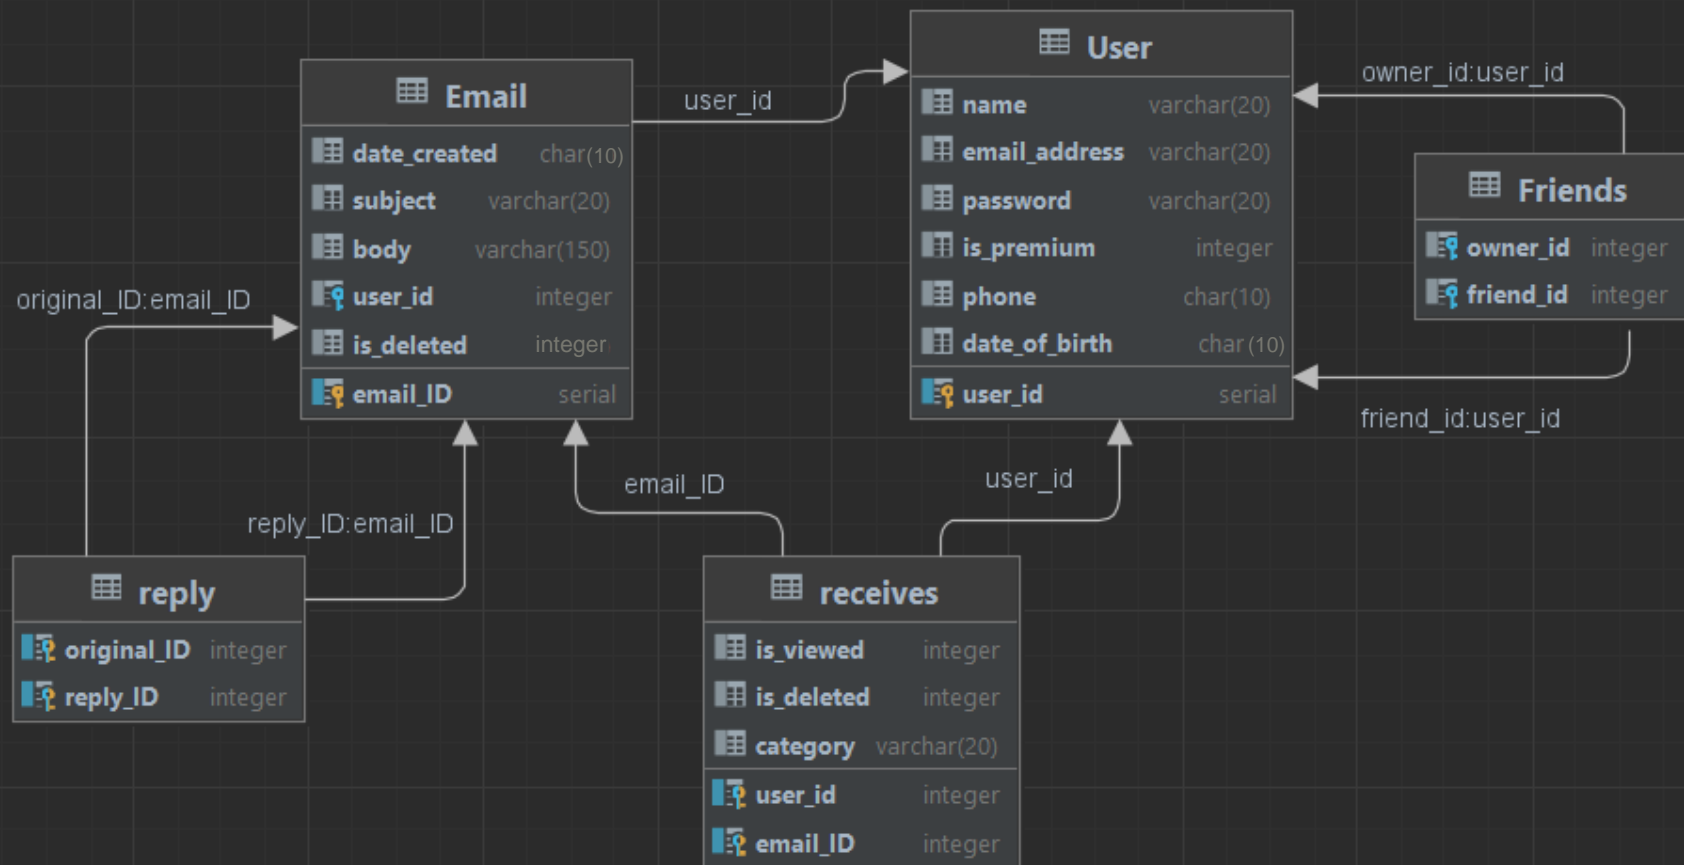 User
name varchar(20)
email_address varchar(20)
password varchar(20)
is_premium integer
phone char(10)
date_of_birth char(10)
user_id serial
Email
date_created char(10)
subject varchar(20)
body varchar(150)
user_id integer
is_deleted integer
email_ID serial
user_id
owner_id:user_id
Friends
owner_id integer
friend_id integer
friend_id:user_id
original_ID:email_ID
reply_ID:email_ID
email_ID
user_id
reply
original_ID integer
reply_ID integer
receives
is_viewed integer
is_deleted integer
category varchar(20)
user_id integer
email_ID integer